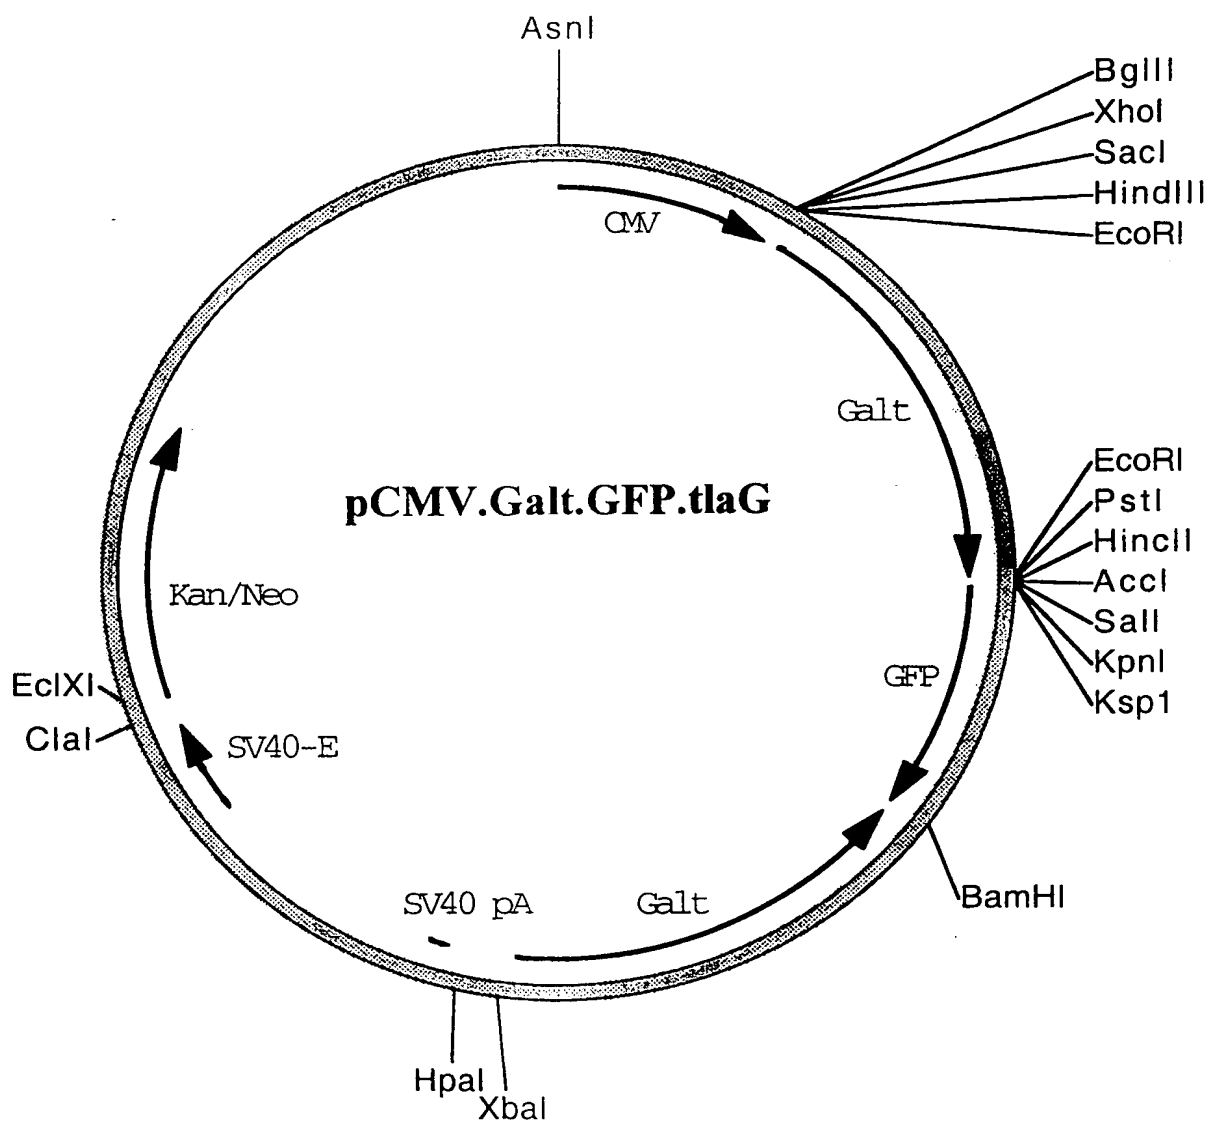 AsnI
BglII
XhoI
SacI
HindIII
EcoRI
CMV
Galt
EcoRI
PstI
HincII
AccI
SalI
KpnI
Ksp1
pCMV.Galt.GFP.tlaG
Kan/Neo
GFP
EclXI
ClaI
SV40-E
BamHI
SV40 pA
Galt
HpaI
XbaI